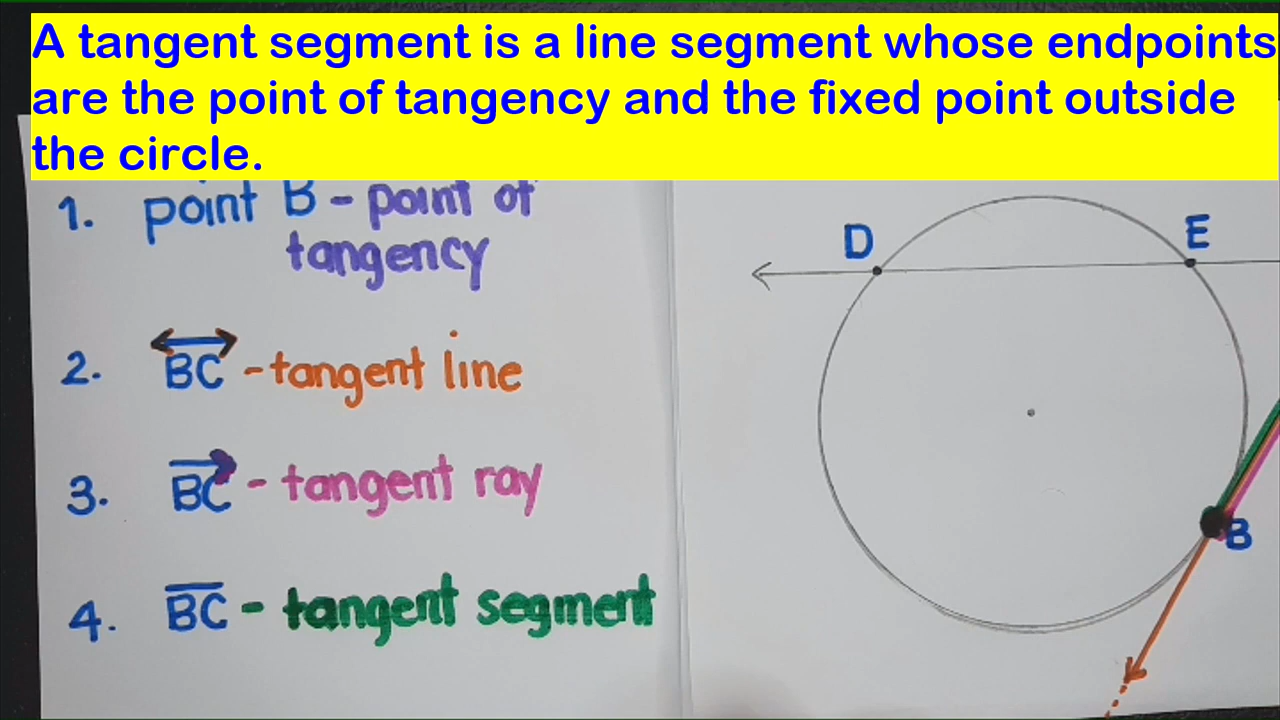 A tangent segment is a line segment whose endpoints
are the point of tangency and the fixed point outside
the circle.
1. point B - point of
tangency
2. BC - tangent line
3. BC - tangent ray
4. BC - tangent segment
D
E
B